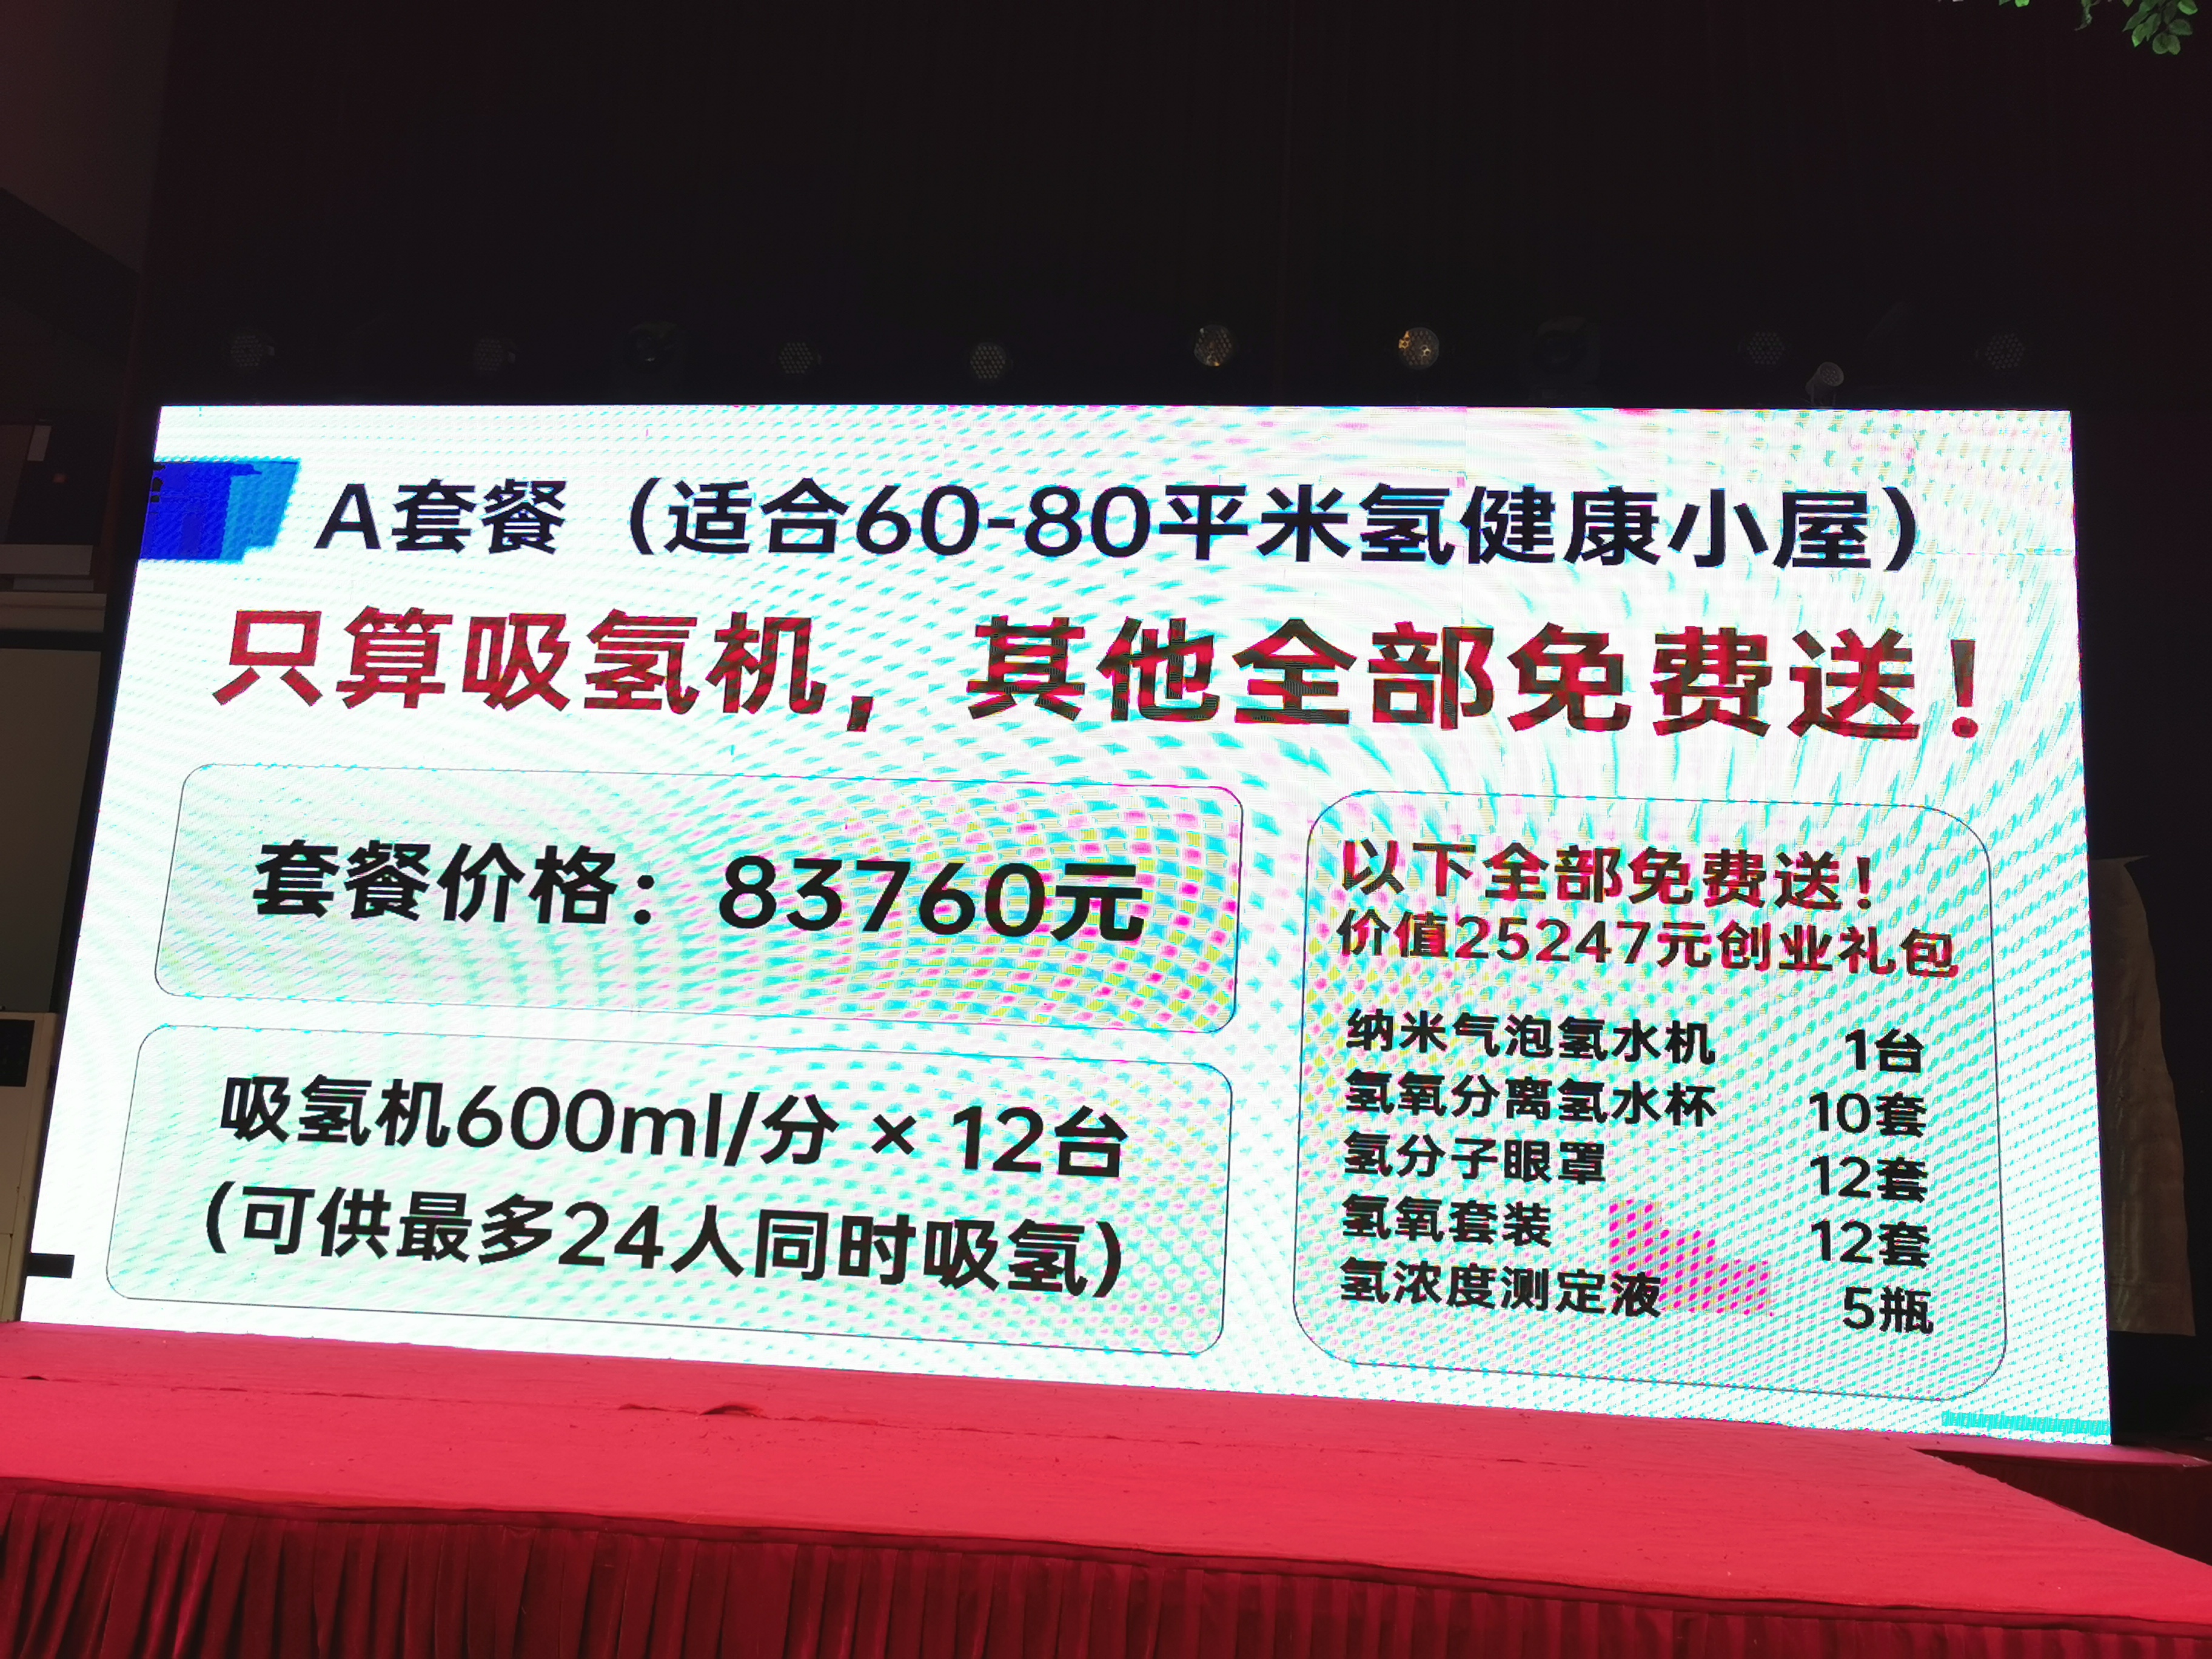 A套餐（适合60-80平米氢健康小屋）
只算吸氢机，其他全部免费送！
套餐价格：83760元
吸氢机600ml/分 × 12台
(可供最多24人同时吸氢)
以下全部免费送！
价值25247元创业礼包
纳米气泡氢水机 1台
氢氧分离氢水杯 10套
氢分子眼罩 12套
氢氧套装 12套
氢浓度测定液 5瓶